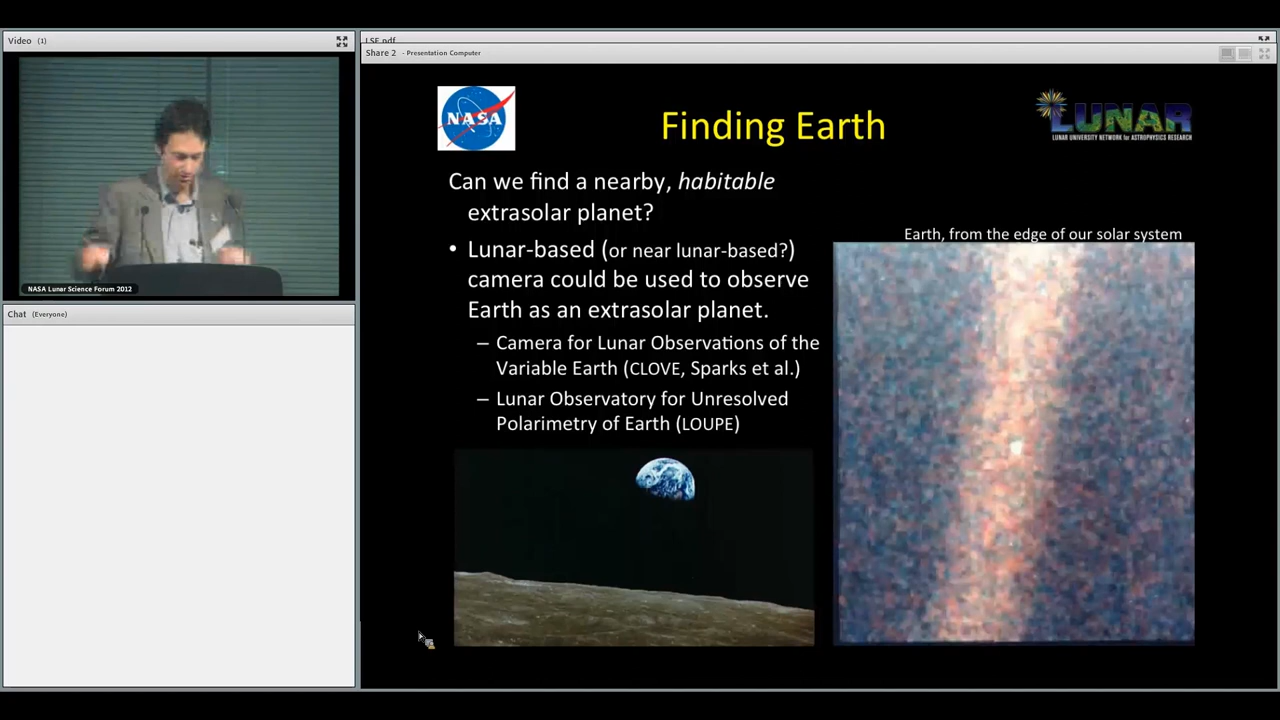 Video (1)
NASA Lunar Science Forum 2012
Chat (Everyone)
LSF.pdf
Share 2 - Presentation Computer
NASA
Finding Earth
LUNAR
LUNAR UNIVERSITY NETWORK for ASTROPHYSICS RESEARCH
Can we find a nearby, habitable
extrasolar planet?
• Lunar-based (or near lunar-based?)
camera could be used to observe
Earth as an extrasolar planet.
– Camera for Lunar Observations of the
Variable Earth (CLOVE, Sparks et al.)
– Lunar Observatory for Unresolved
Polarimetry of Earth (LOUPE)
Earth, from the edge of our solar system